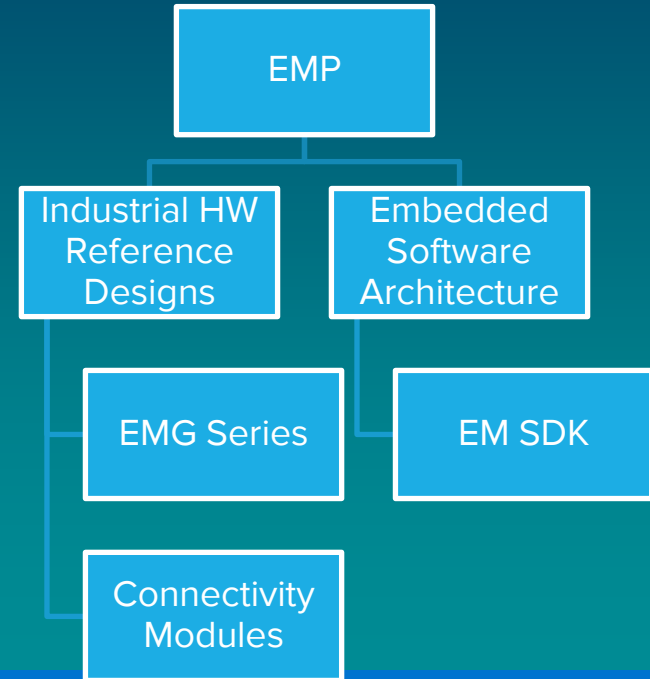 EMP
Industrial HW
Reference
Designs
Embedded
Software
Architecture
EMG Series
EM SDK
Connectivity
Modules